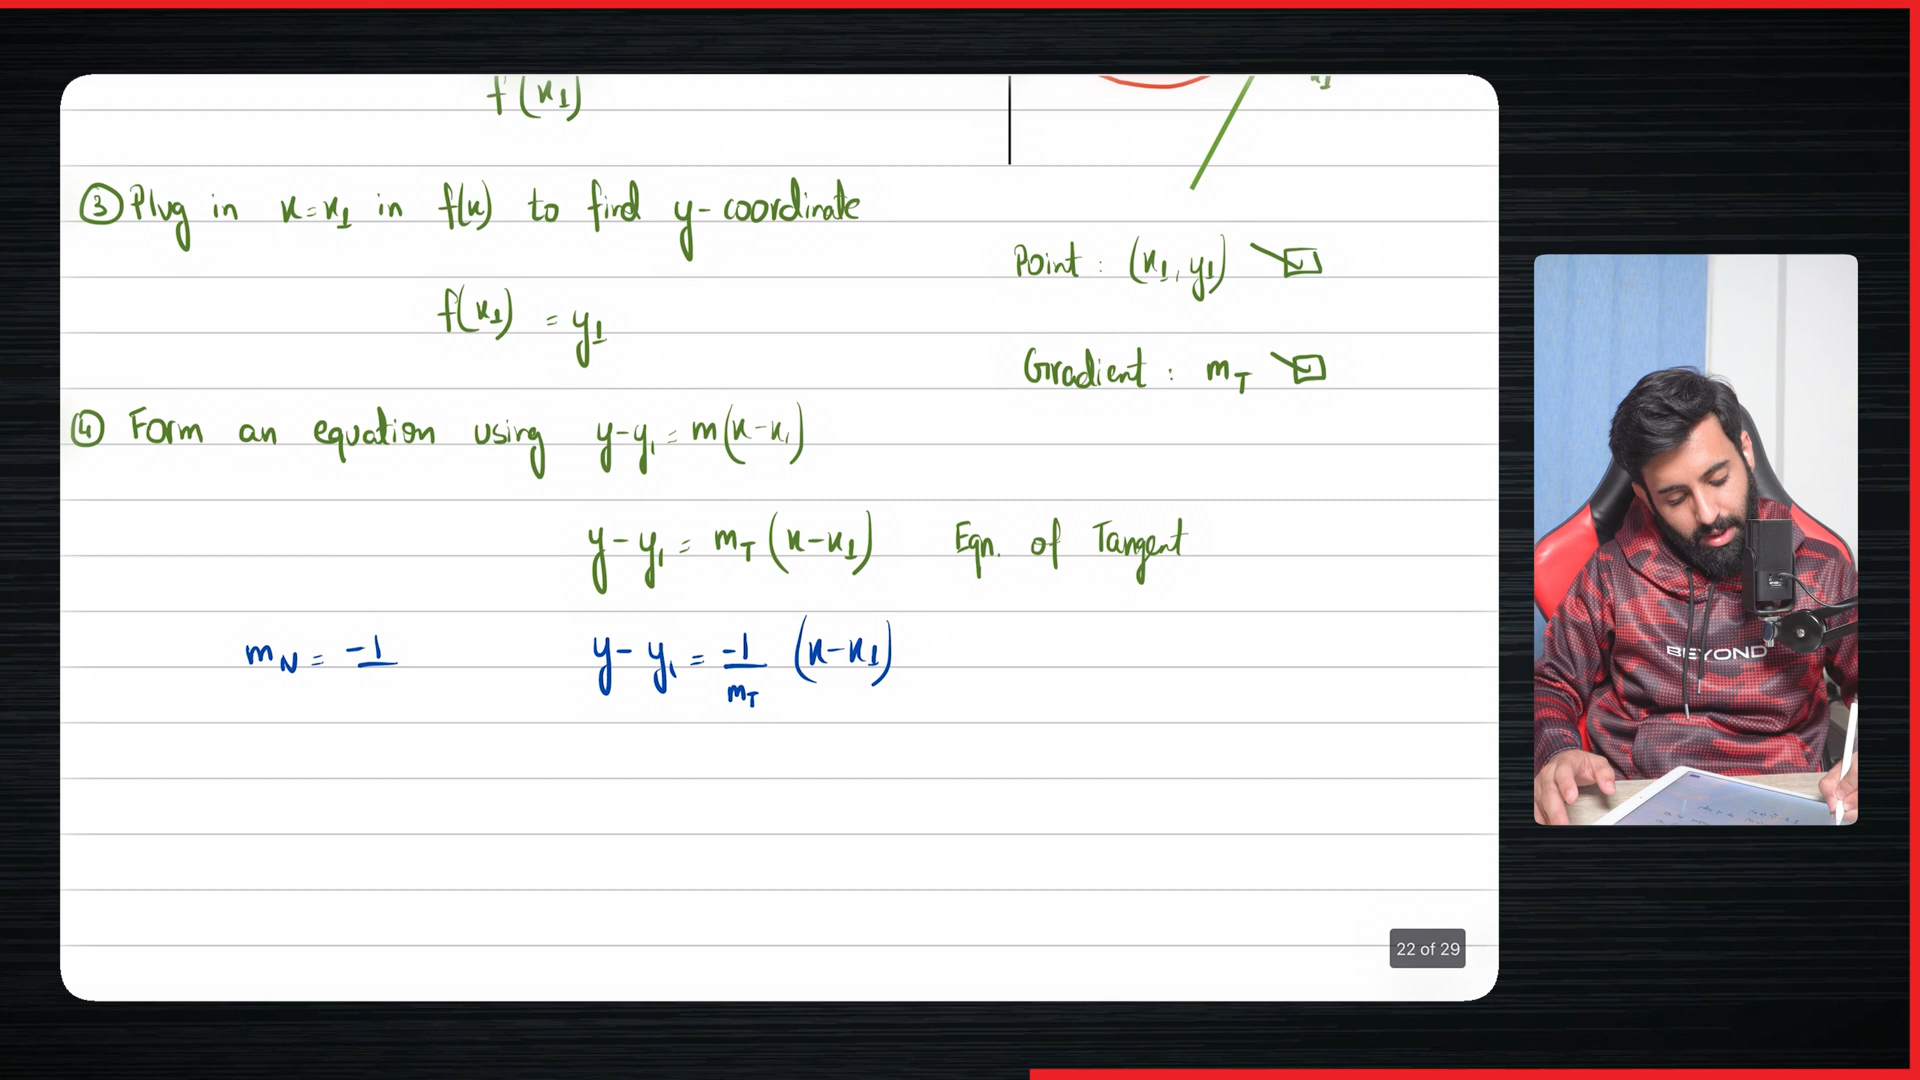 f'(x₁)
③ Plug in x=x₁ in f(x) to find y-coordinate
Point : (x₁, y₁)
f(x₁) = y₁
Gradient : m_T
④ Form an equation using y-y₁ = m(x-x₁)
y-y₁ = m_T (x-x₁) Eqn. of Tangent
m_N = -1
y-y₁ = -1/m_T (x-x₁)
BEYOND
22 of 29